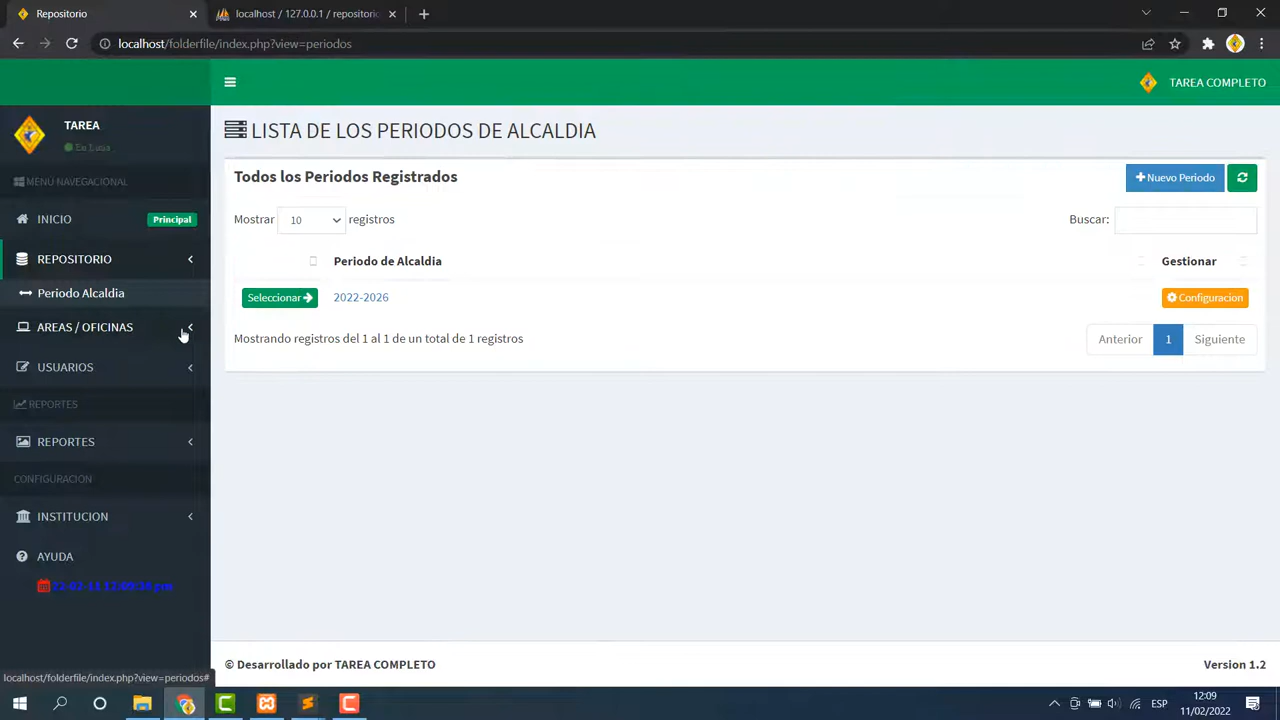 Repositorio
localhost / 127.0.0.1 / repositorio
localhost/folderfile/index.php?view=periodos
TAREA COMPLETO
TAREA
En Linea
MENU NAVEGACIONAL
INICIO
Principal
REPOSITORIO
Periodo Alcaldia
AREAS / OFICINAS
USUARIOS
REPORTES
REPORTES
CONFIGURACION
INSTITUCION
AYUDA
LISTA DE LOS PERIODOS DE ALCALDIA
Todos los Periodos Registrados
Nuevo Periodo
Mostrar 10 registros
Buscar:
Periodo de Alcaldia Gestionar
Seleccionar 2022-2026 Configuracion
Mostrando registros del 1 al 1 de un total de 1 registros
Anterior 1 Siguiente
© Desarrollado por TAREA COMPLETO
Version 1.2
localhost/folderfile/index.php?view=periodos#
ESP
12:09
11/02/2022